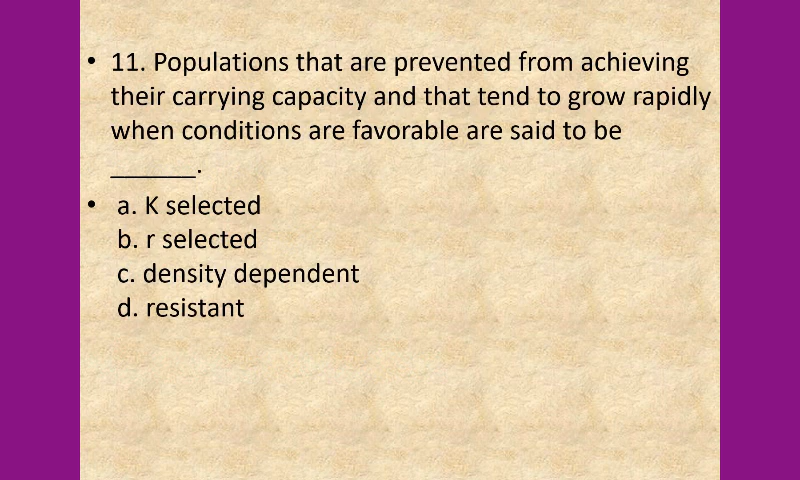 • 11. Populations that are prevented from achieving
their carrying capacity and that tend to grow rapidly
when conditions are favorable are said to be
______.
• a. K selected
b. r selected
c. density dependent
d. resistant